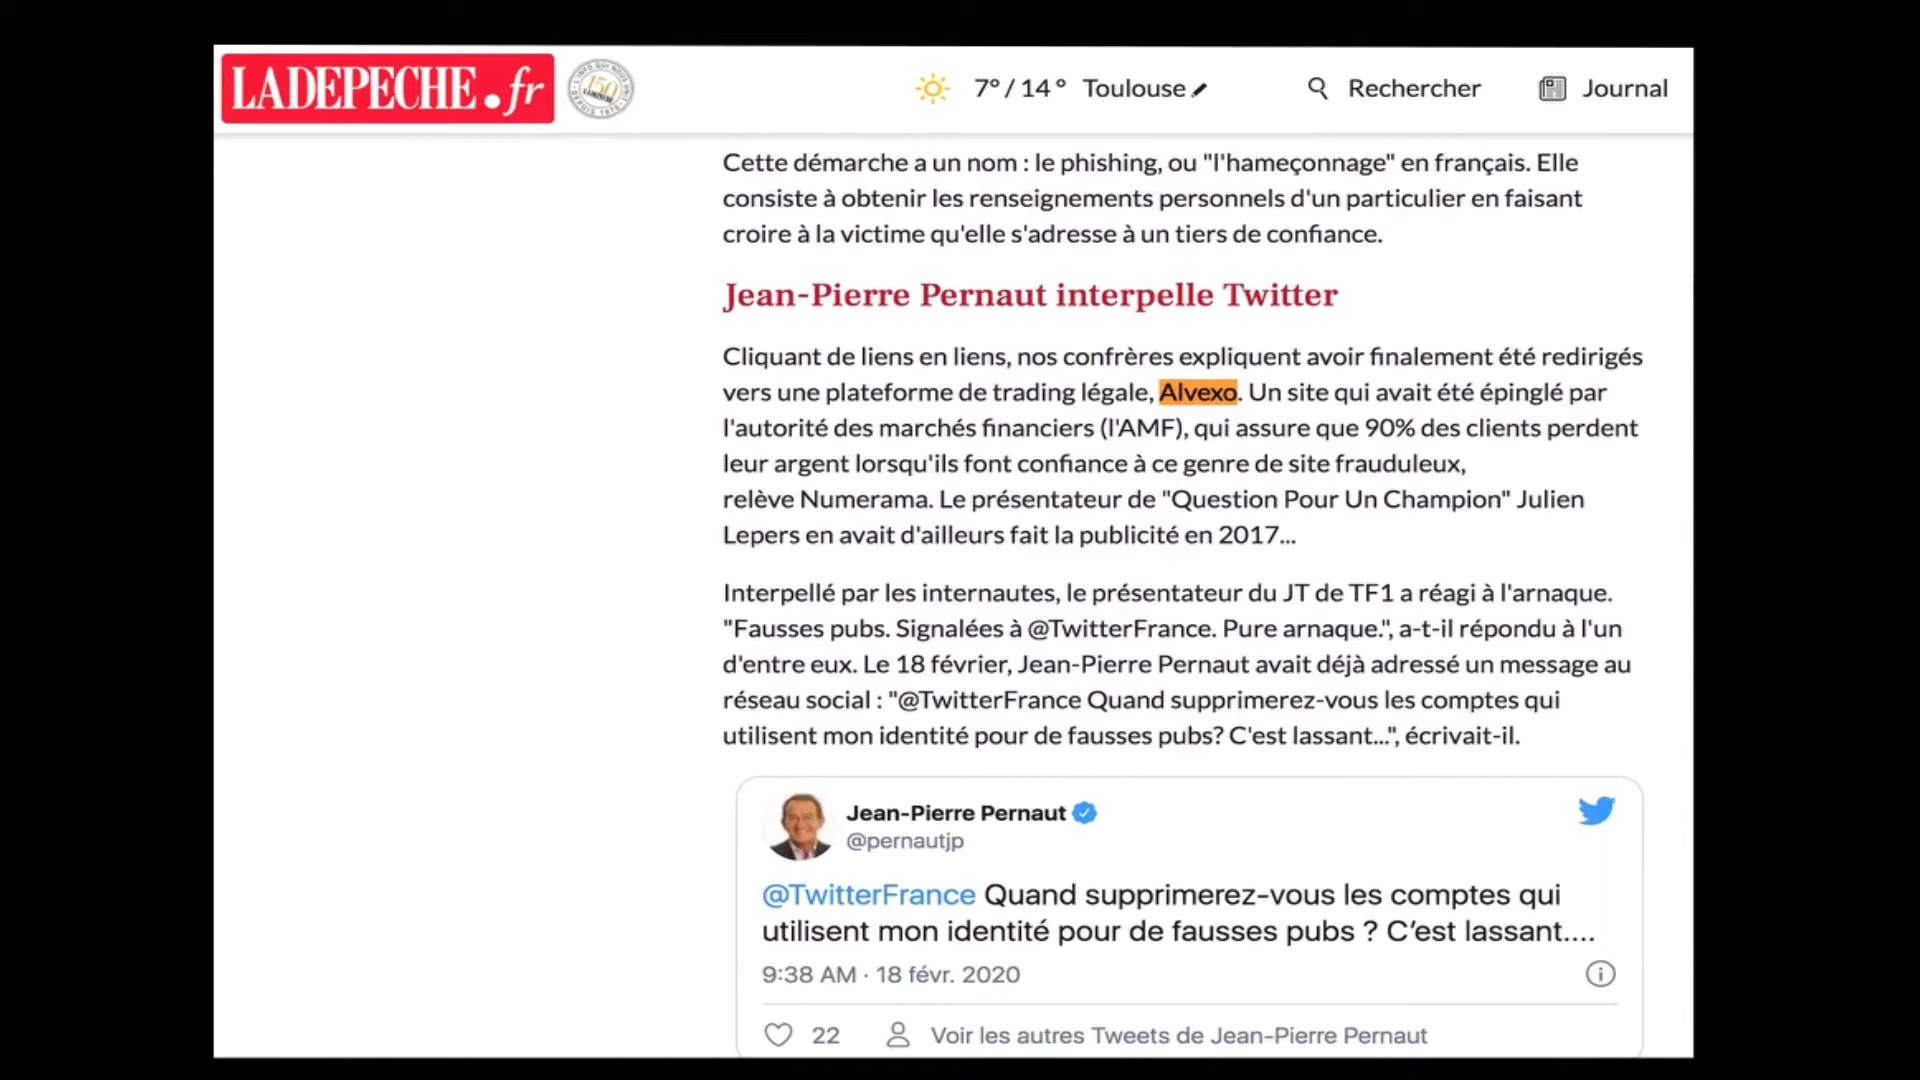 LADEPECHE.fr
150
7° / 14° Toulouse
Rechercher
Journal
Cette démarche a un nom : le phishing, ou "l'hameçonnage" en français. Elle
consiste à obtenir les renseignements personnels d'un particulier en faisant
croire à la victime qu'elle s'adresse à un tiers de confiance.
Jean-Pierre Pernaut interpelle Twitter
Cliquant de liens en liens, nos confrères expliquent avoir finalement été redirigés
vers une plateforme de trading légale, Alvexo. Un site qui avait été épinglé par
l'autorité des marchés financiers (l'AMF), qui assure que 90% des clients perdent
leur argent lorsqu'ils font confiance à ce genre de site frauduleux,
relève Numerama. Le présentateur de "Question Pour Un Champion" Julien
Lepers en avait d'ailleurs fait la publicité en 2017...
Interpellé par les internautes, le présentateur du JT de TF1 a réagi à l'arnaque.
"Fausses pubs. Signalées à @TwitterFrance. Pure arnaque.", a-t-il répondu à l'un
d'entre eux. Le 18 février, Jean-Pierre Pernaut avait déjà adressé un message au
réseau social : "@TwitterFrance Quand supprimerez-vous les comptes qui
utilisent mon identité pour de fausses pubs? C'est lassant...", écrivait-il.
Jean-Pierre Pernaut
@pernautjp
@TwitterFrance Quand supprimerez-vous les comptes qui
utilisent mon identité pour de fausses pubs ? C’est lassant....
9:38 AM · 18 févr. 2020
22
Voir les autres Tweets de Jean-Pierre Pernaut